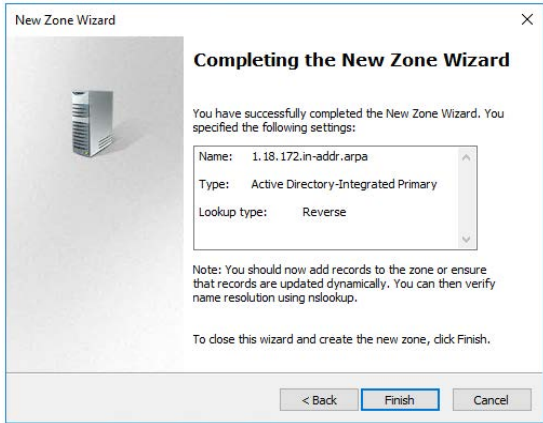 New Zone Wizard
Completing the New Zone Wizard
You have successfully completed the New Zone Wizard. You
specified the following settings:
Name: 1.18.172.in-addr.arpa
Type: Active Directory-Integrated Primary
Lookup type: Reverse
Note: You should now add records to the zone or ensure
that records are updated dynamically. You can then verify
name resolution using nslookup.
To close this wizard and create the new zone, click Finish.
< Back Finish Cancel